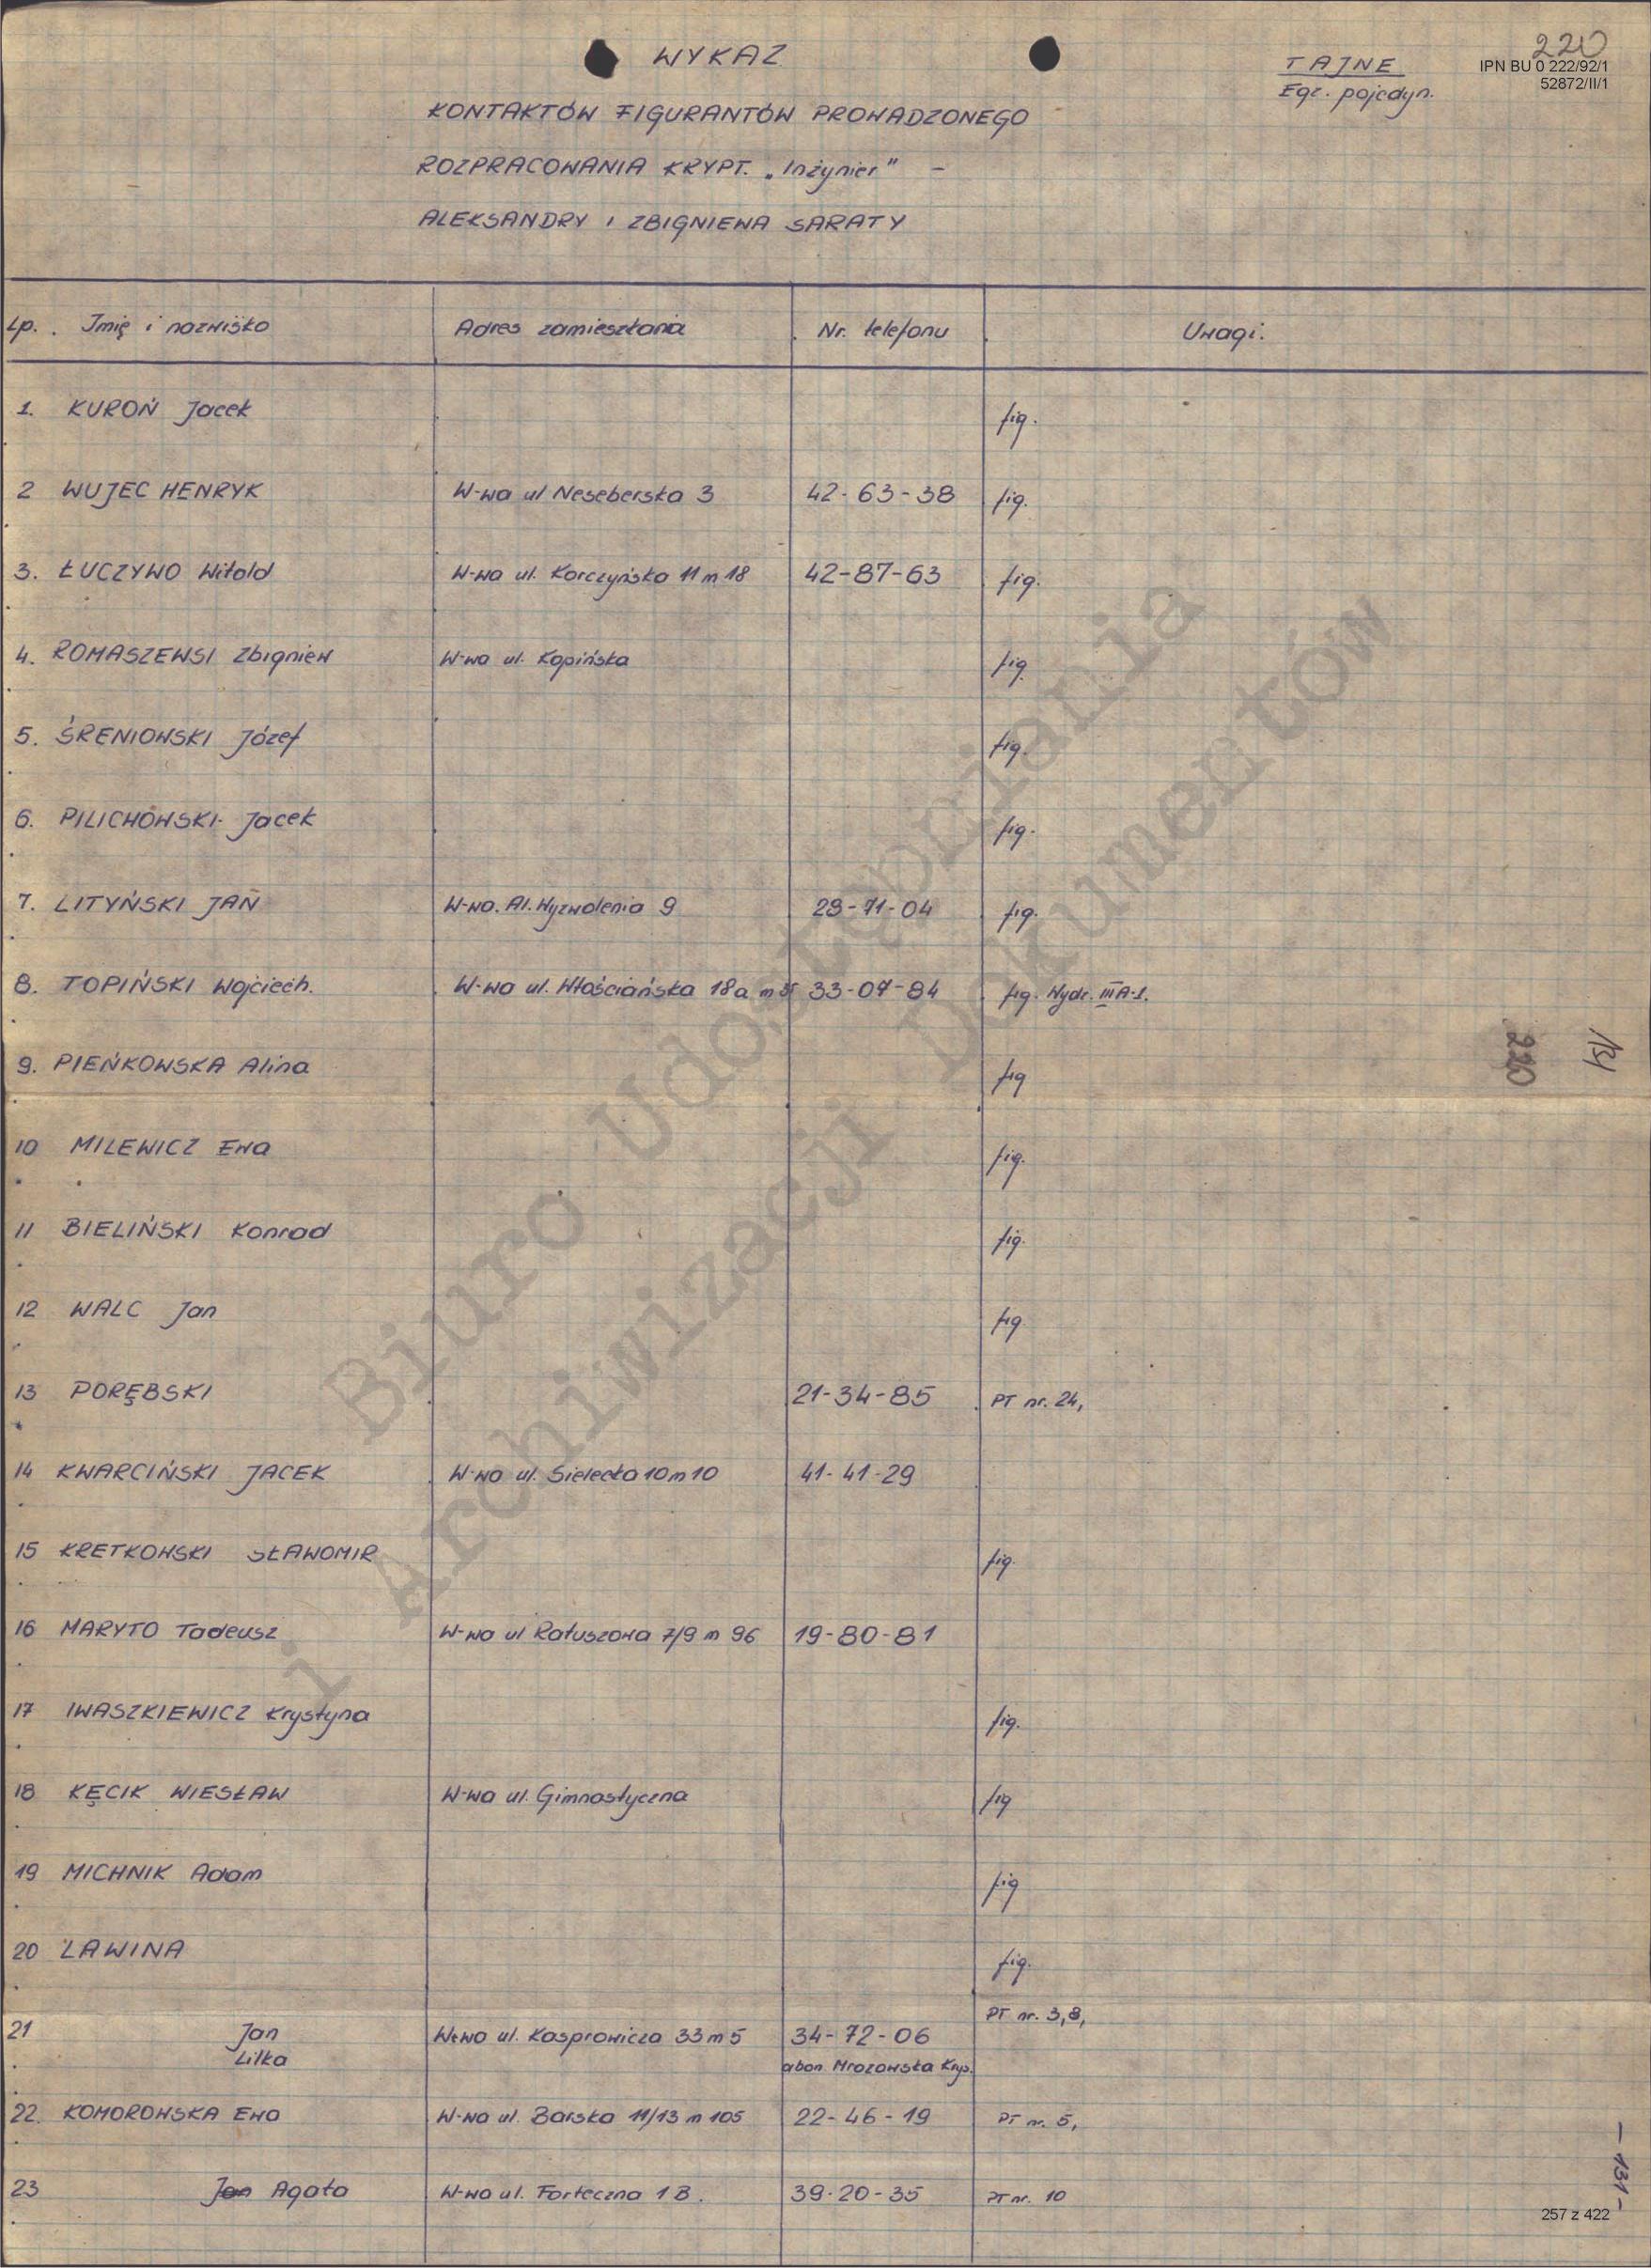 220
IPN BU 0 222/92/1
52872/II/1
TAJNE
Egz. pojedyn.
WYKAZ
KONTAKTÓW FIGURANTÓW PROWADZONEGO
ROZPRACOWANIA KRYPT. „Inżynier" -
ALEKSANDRY i ZBIGNIEWA SARATY
Lp. Imię i nazwisko Adres zamieszkania Nr. telefonu Uwagi.
1. KUROŃ Jacek fig.
2 WUJEC HENRYK W-wa ul Neseberska 3 42-63-38 fig.
3. ŁUCZYWO Witold W-wa ul. Korczyńska 11 m 18 42-87-63 fig.
4. ROMASZEWSI Zbigniew W-wa ul. Kopińska fig.
5. ŚRENIOWSKI Józef fig.
6. PILICHOWSKI Jacek fig.
7. LITYŃSKI JAN W-wa. Al. Wyzwolenia 9 28-71-04 fig.
8. TOPIŃSKI Wojciech. W-wa ul. Włościańska 18a m 33-07-84 fig. Wydz. III A-1.
9. PIEŃKOWSKA Alina fig
10 MILEWICZ Ewa fig.
11 BIELIŃSKI Konrad fig.
12 WALC Jan fig.
13 PORĘBSKI 21-34-85 PT nr. 24,
14 KWARCIŃSKI JACEK W-wa ul. Sielecka 10 m 10 41-41-29
15 KRETKOWSKI SŁAWOMIR fig.
16 MARYTO Tadeusz W-wa ul Ratuszowa 7/9 m 96 19-80-81
17 IWASZKIEWICZ Krystyna fig.
18 KĘCIK WIESŁAW W-wa ul. Gimnastyczna fig
19 MICHNIK Adam fig
20 LAWINA fig.
21 Jan W-wa ul. Kasprowicza 33 m 5 34-72-06 PT nr. 3,8,
Lilka abon. Mrozowska Krys.
22. KOMOROWSKA Ewa W-wa ul. Barska 11/13 m 105 22-46-19 PT nr. 5,
23 Jan Agata W-wa ul. Forteczna 1 B. 39-20-35 PT nr. 10
220
131
- 131 -
257 z 422
Biuro Udostępniania
i Archiwizacji Dokumentów